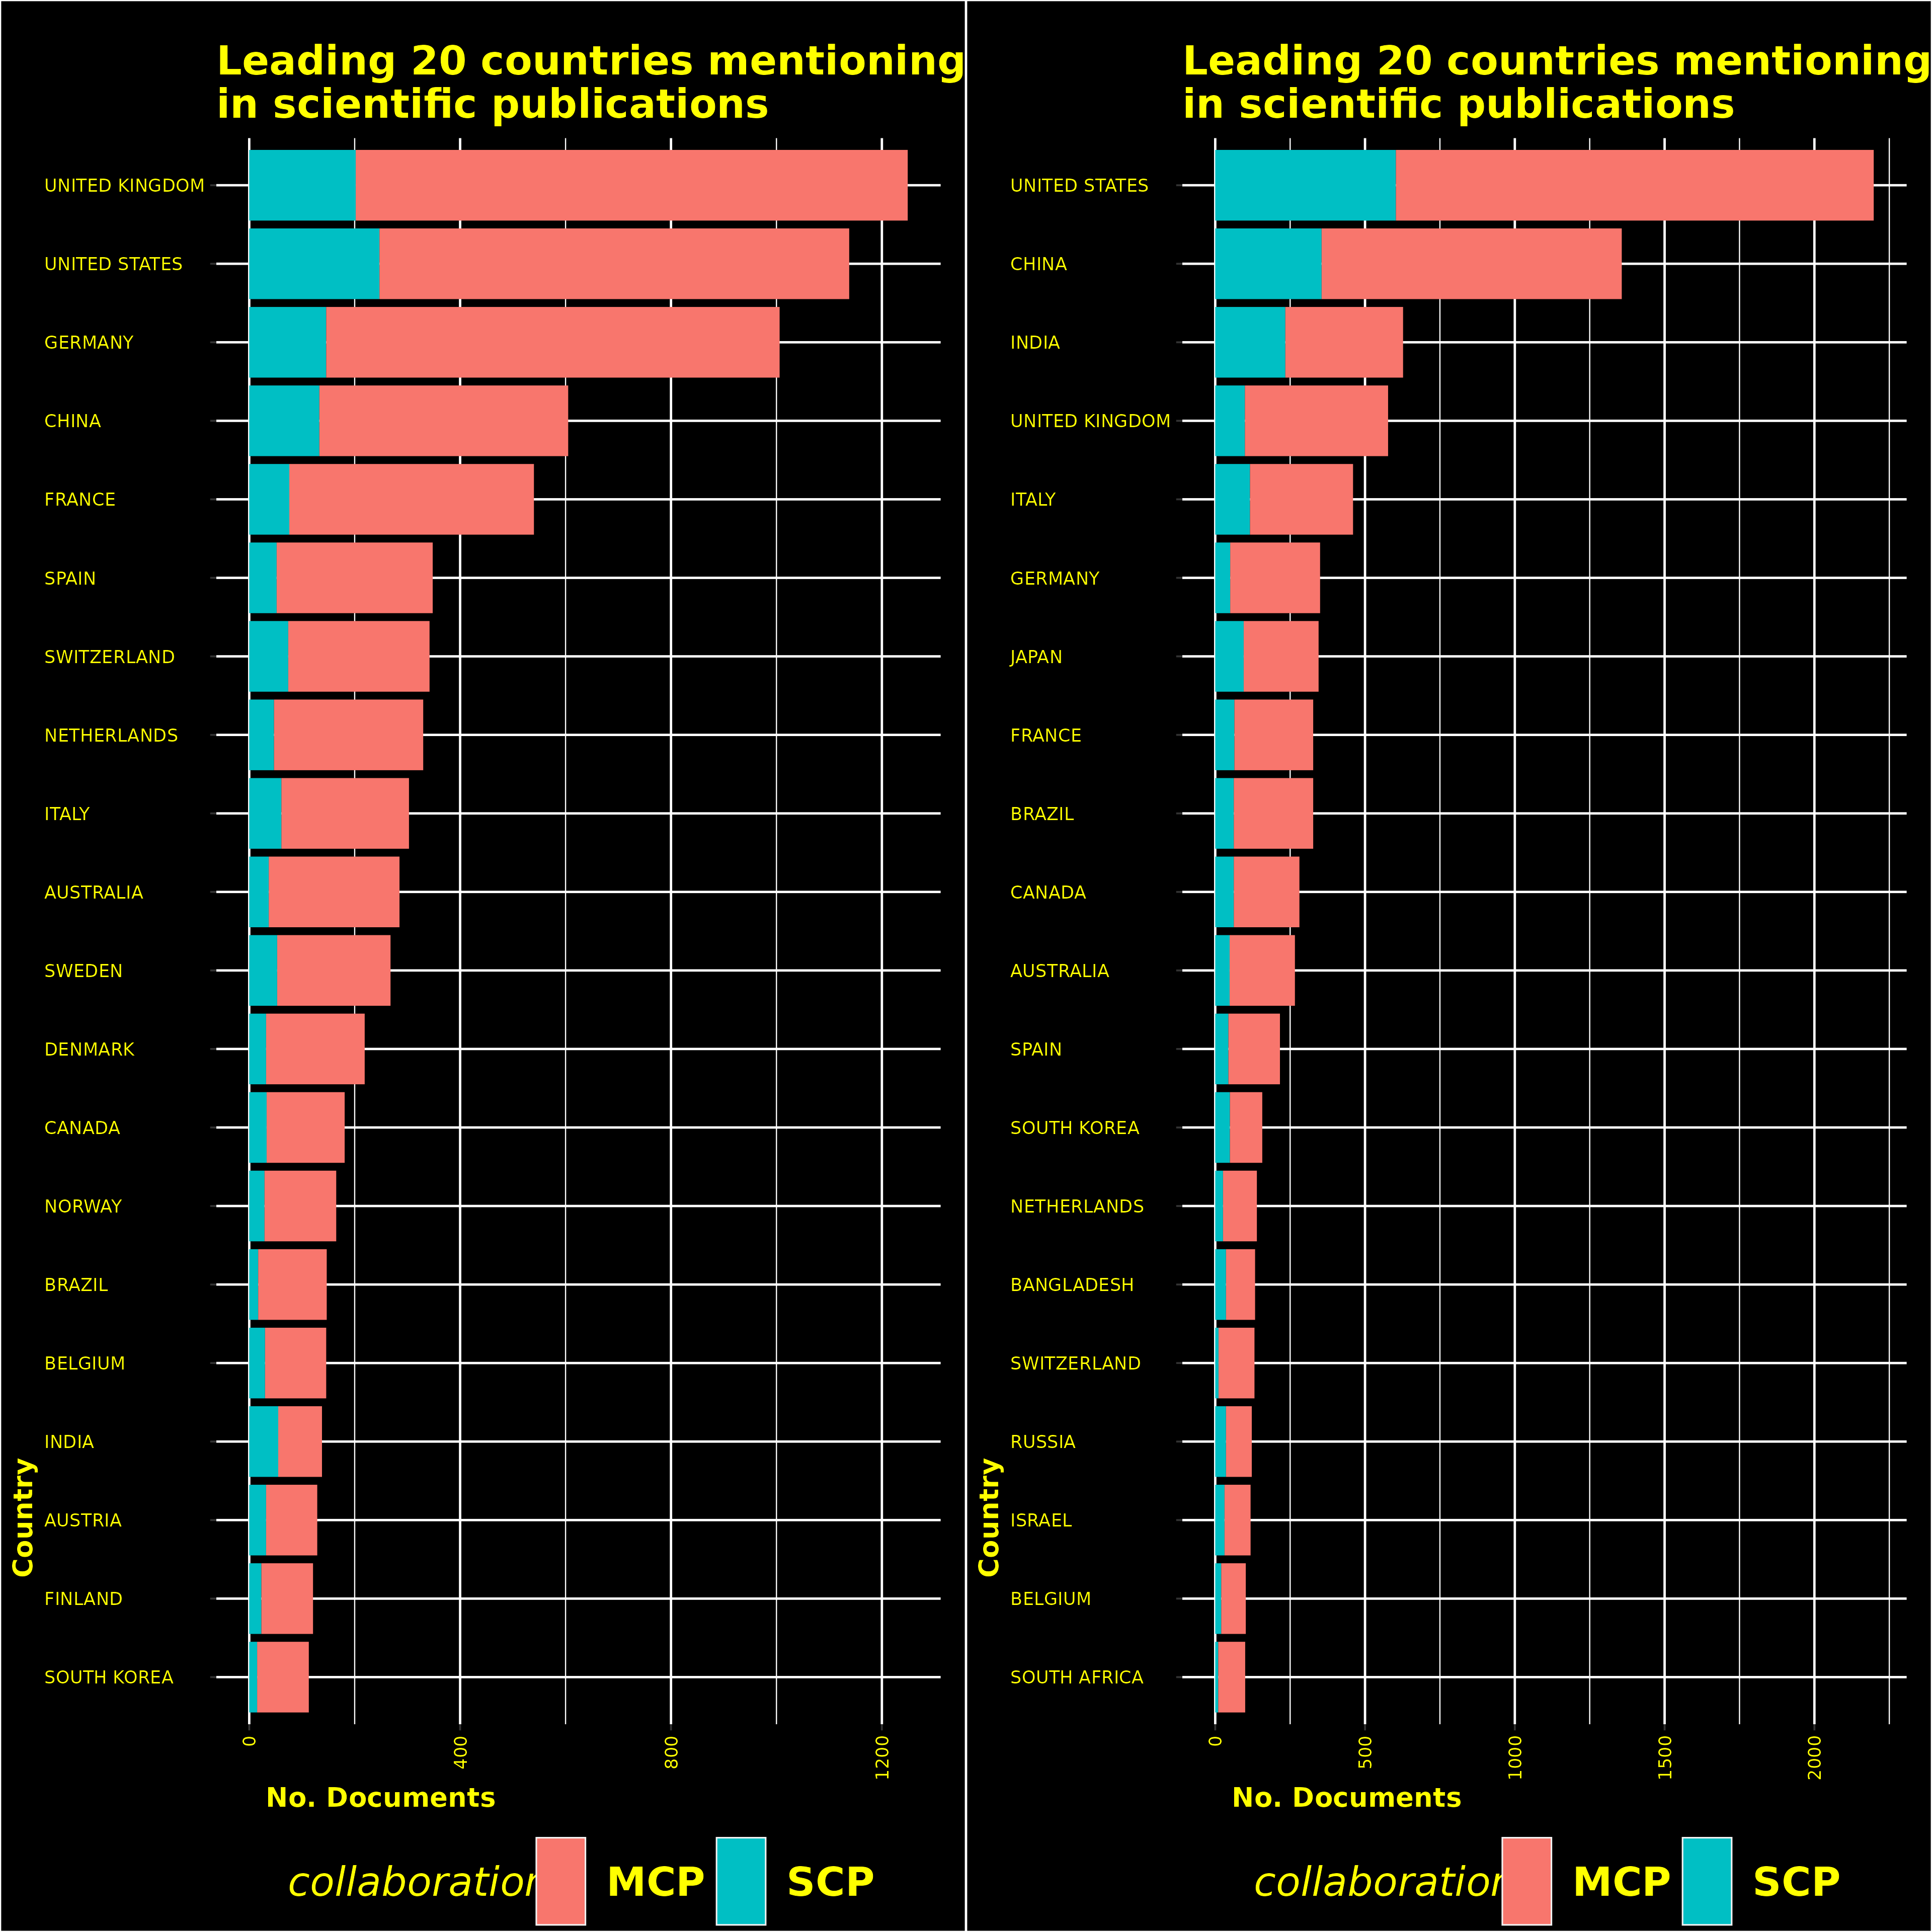 Leading 20 countries mentioning
in scientific publications
UNITED KINGDOM
UNITED STATES
GERMANY
CHINA
FRANCE
SPAIN
SWITZERLAND
NETHERLANDS
ITALY
AUSTRALIA
SWEDEN
DENMARK
CANADA
NORWAY
BRAZIL
BELGIUM
INDIA
AUSTRIA
FINLAND
SOUTH KOREA
Country
0
400
800
1200
No. Documents
collaboration
MCP
SCP
Leading 20 countries mentioning
in scientific publications
UNITED STATES
CHINA
INDIA
UNITED KINGDOM
ITALY
GERMANY
JAPAN
FRANCE
BRAZIL
CANADA
AUSTRALIA
SPAIN
SOUTH KOREA
NETHERLANDS
BANGLADESH
SWITZERLAND
RUSSIA
ISRAEL
BELGIUM
SOUTH AFRICA
Country
0
500
1000
1500
2000
No. Documents
collaboration
MCP
SCP